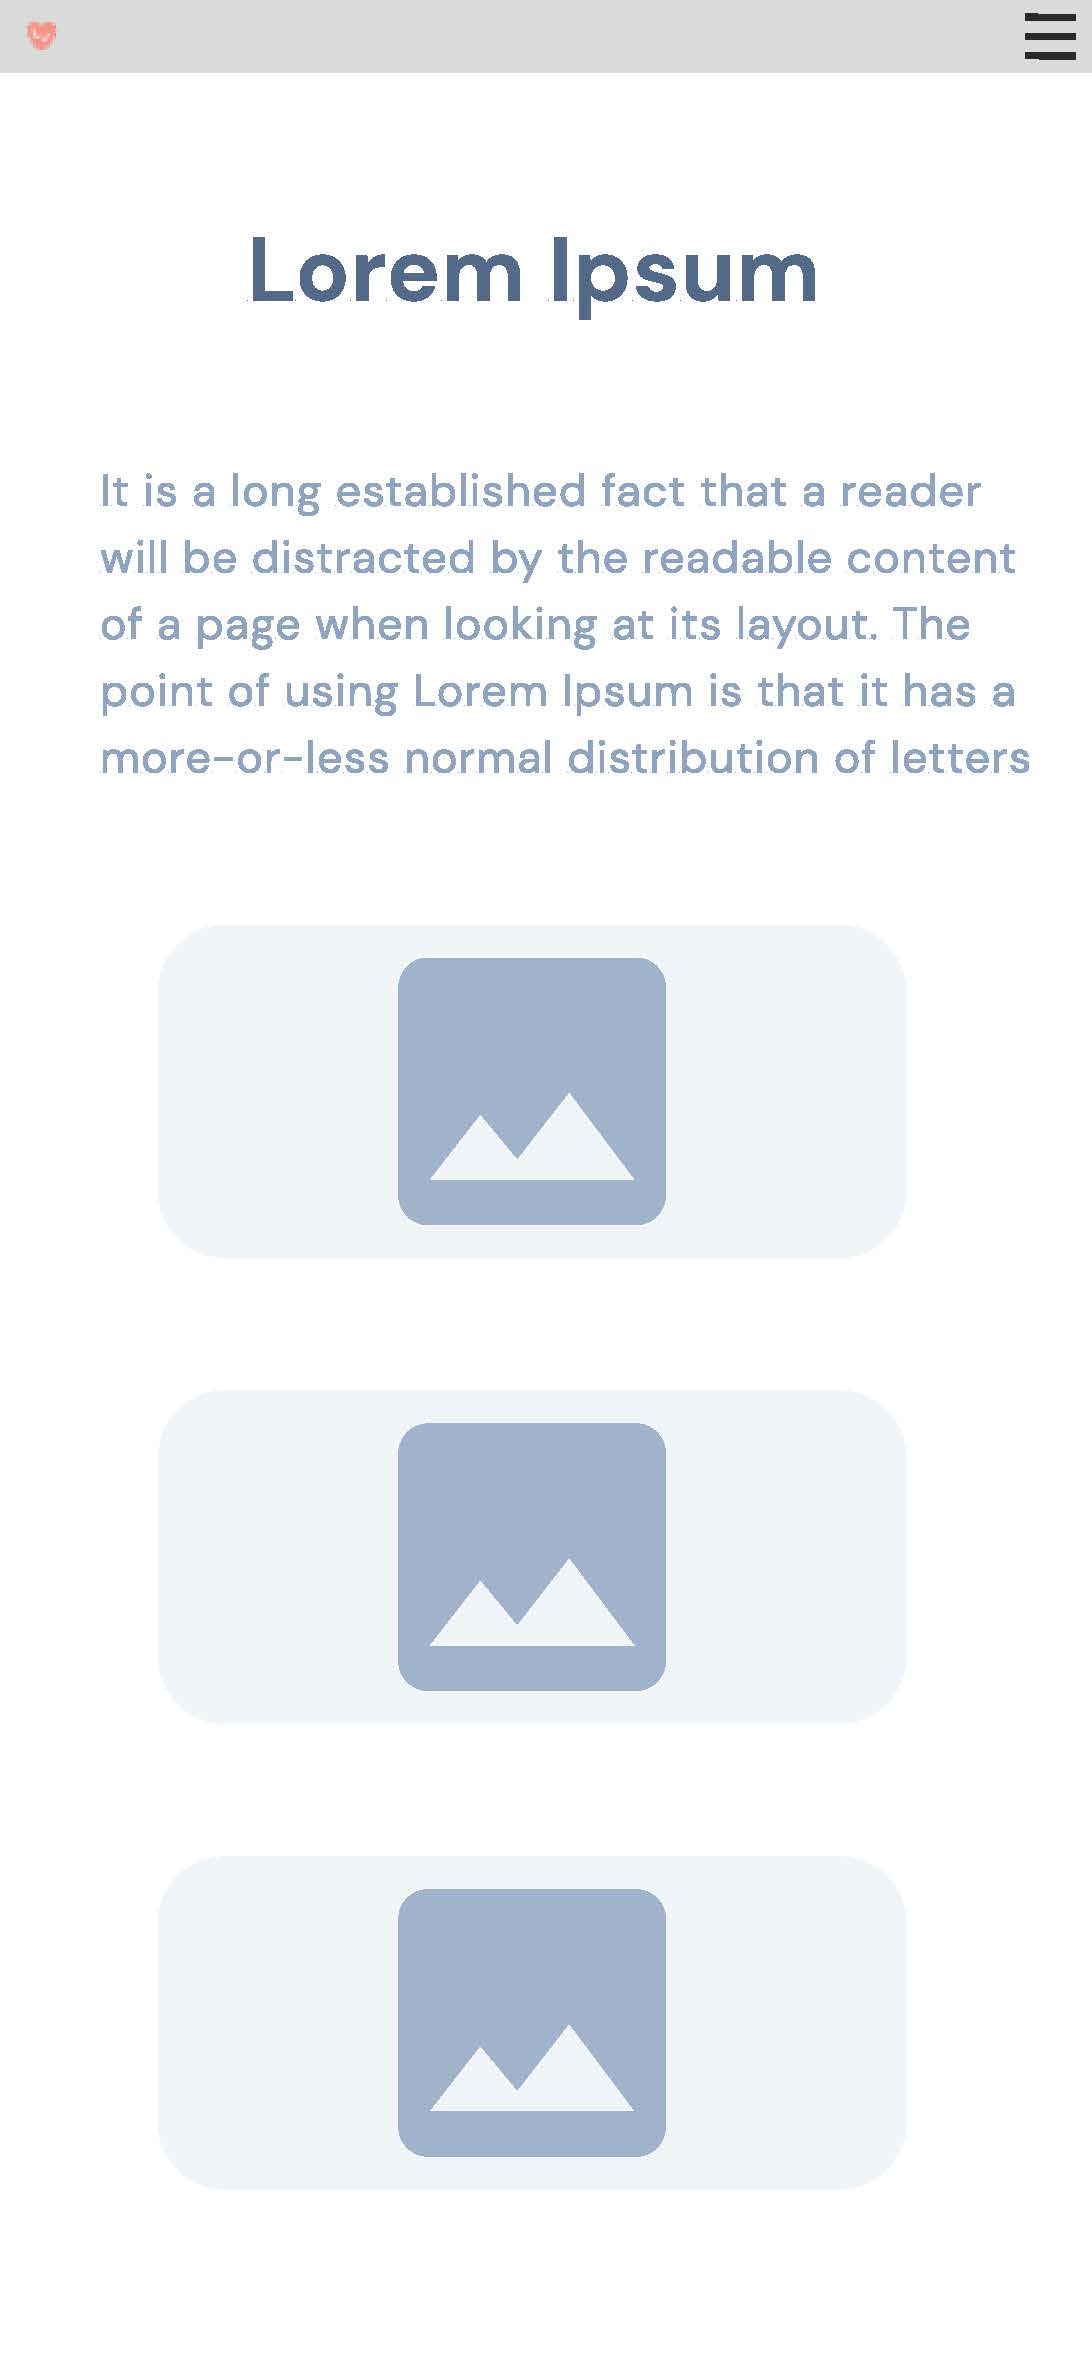 Lorem Ipsum
It is a long established fact that a reader
will be distracted by the readable content
of a page when looking at its layout. The
point of using Lorem Ipsum is that it has a
more-or-less normal distribution of letters